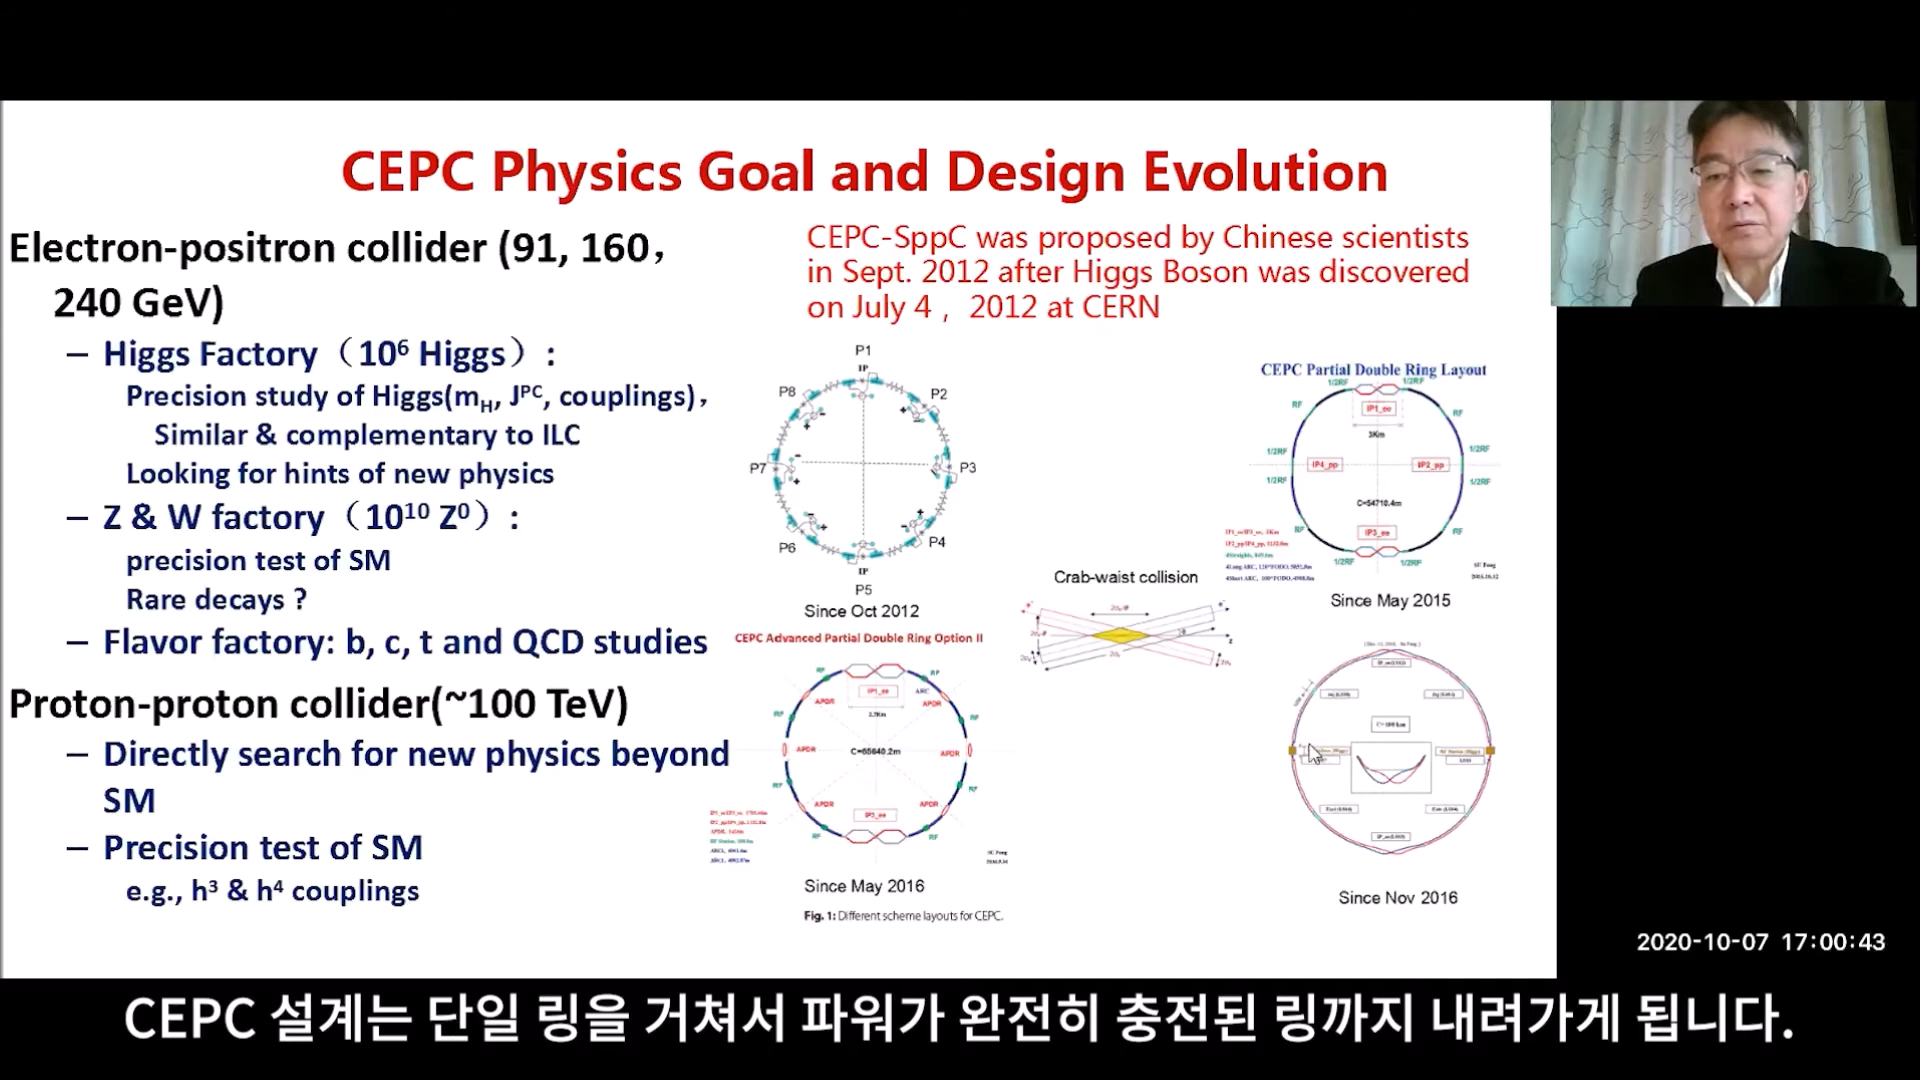 CEPC Physics Goal and Design Evolution
Electron-positron collider (91, 160,
240 GeV)
– Higgs Factory（10⁶ Higgs）:
Precision study of Higgs(m_H, J^PC, couplings),
Similar & complementary to ILC
Looking for hints of new physics
– Z & W factory（10¹⁰ Z⁰）:
precision test of SM
Rare decays ?
– Flavor factory: b, c, t and QCD studies
Proton-proton collider(~100 TeV)
– Directly search for new physics beyond
SM
– Precision test of SM
e.g., h³ & h⁴ couplings
CEPC-SppC was proposed by Chinese scientists
in Sept. 2012 after Higgs Boson was discovered
on July 4 , 2012 at CERN
P1
IP
P2
P3
P4
IP
P5
P6
P7
P8
Since Oct 2012
CEPC Partial Double Ring Layout
1/2RF
1/2RF
RF
RF
IP1_ee
3Km
1/2RF
1/2RF
IP4_pp
IP2_pp
1/2RF
1/2RF
C=54710.4m
RF
RF
IP3_ee
1/2RF
1/2RF
Since May 2015
Crab-waist collision
CEPC Advanced Partial Double Ring Option II
RF
RF
IP1_ee
ARC
APDR
APDR
RF
RF
APDR
C=65640.2m
APDR
RF
RF
APDR
APDR
IP3_ee
RF
RF
Since May 2016
Fig. 1: Different scheme layouts for CEPC.
Since Nov 2016
2020-10-07 17:00:43
CEPC 설계는 단일 링을 거쳐서 파워가 완전히 충전된 링까지 내려가게 됩니다.